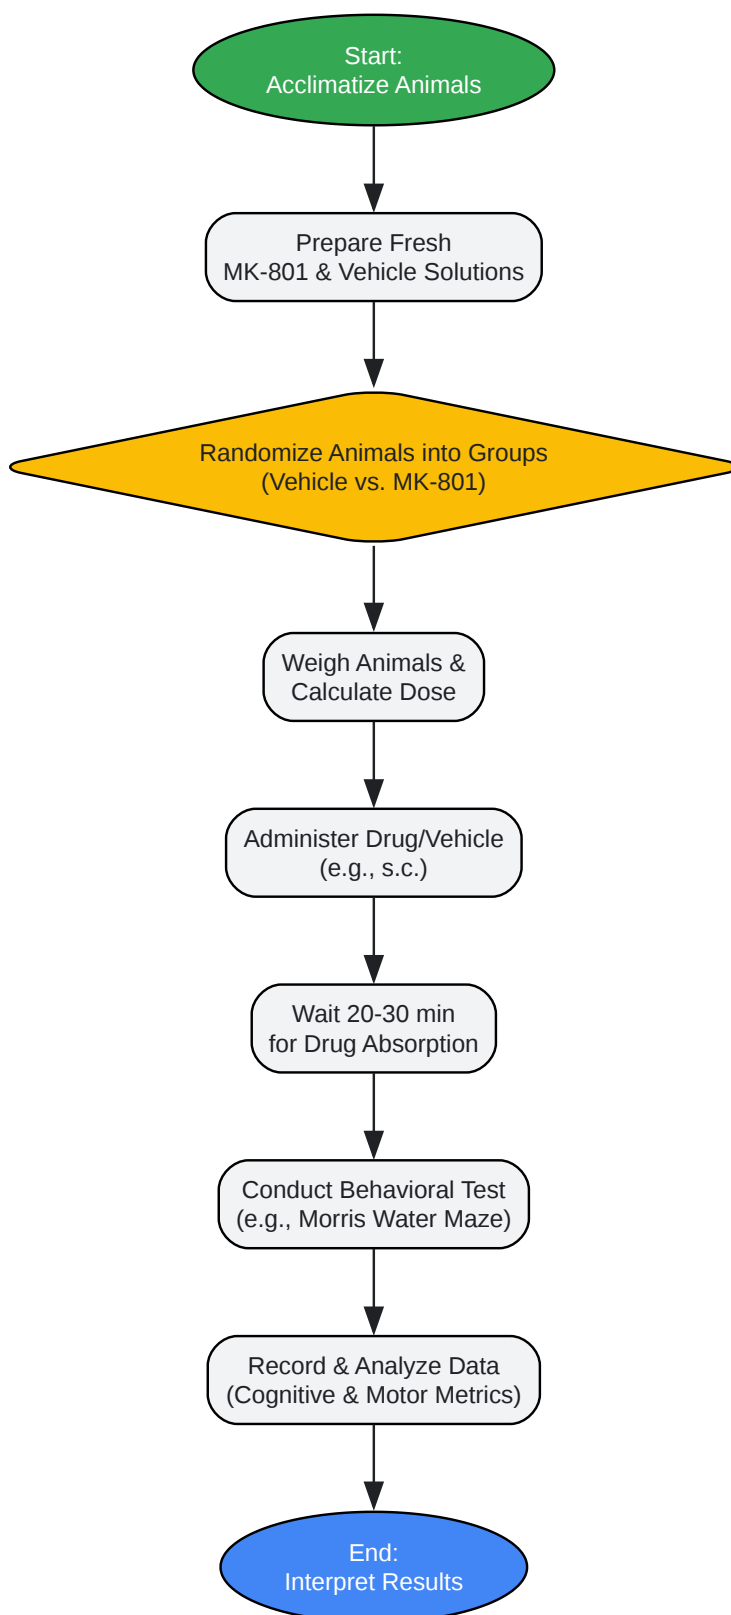 Start:
Acclimatize Animals
Prepare Fresh
MK-801 & Vehicle Solutions
Randomize Animals into Groups
(Vehicle vs. MK-801)
Weigh Animals &
Calculate Dose
Administer Drug/Vehicle
(e.g., s.c.)
Wait 20-30 min
for Drug Absorption
Conduct Behavioral Test
(e.g., Morris Water Maze)
Record & Analyze Data
(Cognitive & Motor Metrics)
End:
Interpret Results